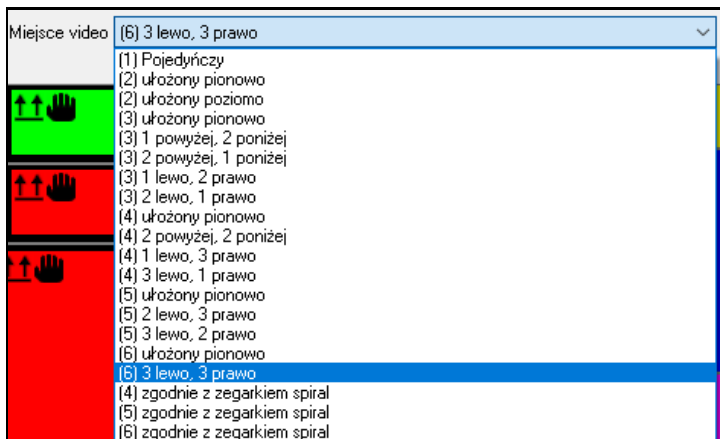 Miejsce video (6) 3 lewo, 3 prawo
(1) Pojedyńczy
(2) ułożony pionowo
(2) ułożony poziomo
(3) ułożony pionowo
(3) 1 powyżej, 2 poniżej
(3) 2 powyżej, 1 poniżej
(3) 1 lewo, 2 prawo
(3) 2 lewo, 1 prawo
(4) ułożony pionowo
(4) 2 powyżej, 2 poniżej
(4) 1 lewo, 3 prawo
(4) 3 lewo, 1 prawo
(5) ułożony pionowo
(5) 2 lewo, 3 prawo
(5) 3 lewo, 2 prawo
(6) ułożony pionowo
(6) 3 lewo, 3 prawo
(4) zgodnie z zegarkiem spiral
(5) zgodnie z zegarkiem spiral
(6) zgodnie z zegarkiem spiral